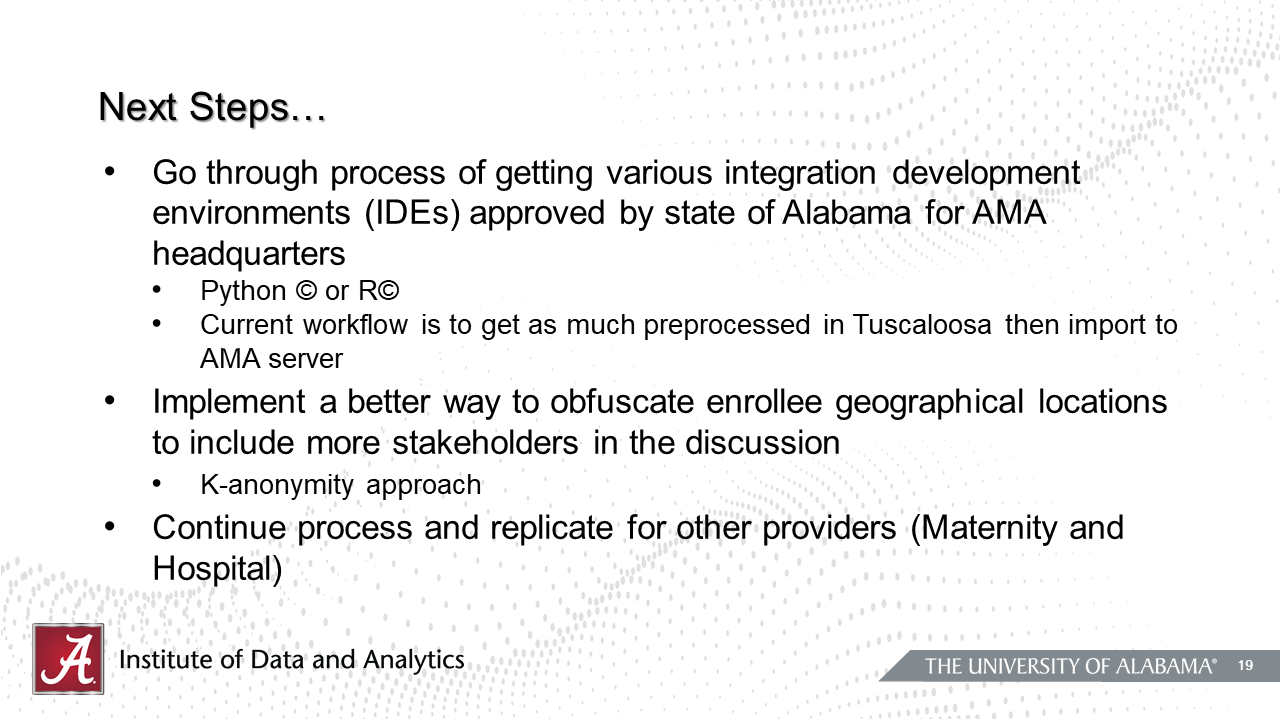 Next Steps…
• Go through process of getting various integration development
environments (IDEs) approved by state of Alabama for AMA
headquarters
• Python © or R©
• Current workflow is to get as much preprocessed in Tuscaloosa then import to
AMA server
• Implement a better way to obfuscate enrollee geographical locations
to include more stakeholders in the discussion
• K-anonymity approach
• Continue process and replicate for other providers (Maternity and
Hospital)
A Institute of Data and Analytics
THE UNIVERSITY OF ALABAMA® 19